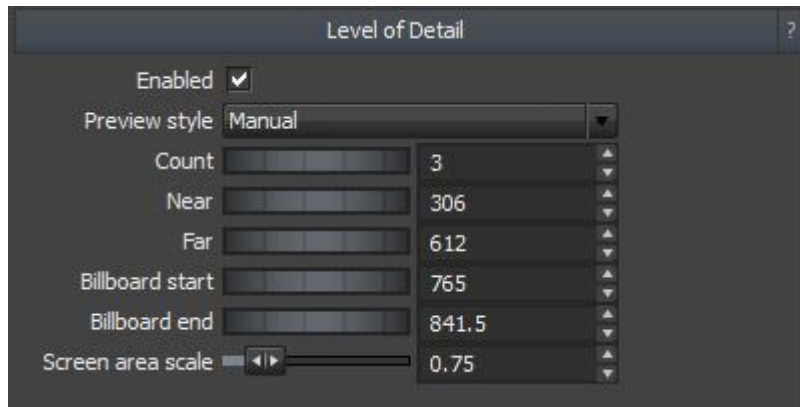 Level of Detail ?
Enabled
Preview style Manual
Count 3
Near 306
Far 612
Billboard start 765
Billboard end 841.5
Screen area scale 0.75